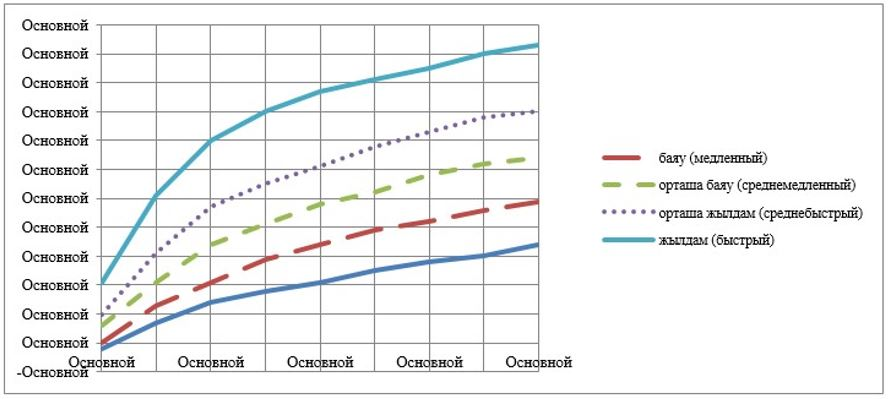 Основной
Основной
Основной
Основной
Основной
Основной
Основной
Основной
Основной
Основной
Основной
Основной
-Основной
Основной Основной Основной Основной Основной
баяу (медленный)
орташа баяу (среднемедленный)
орташа жылдам (среднебыстрый)
жылдам (быстрый)